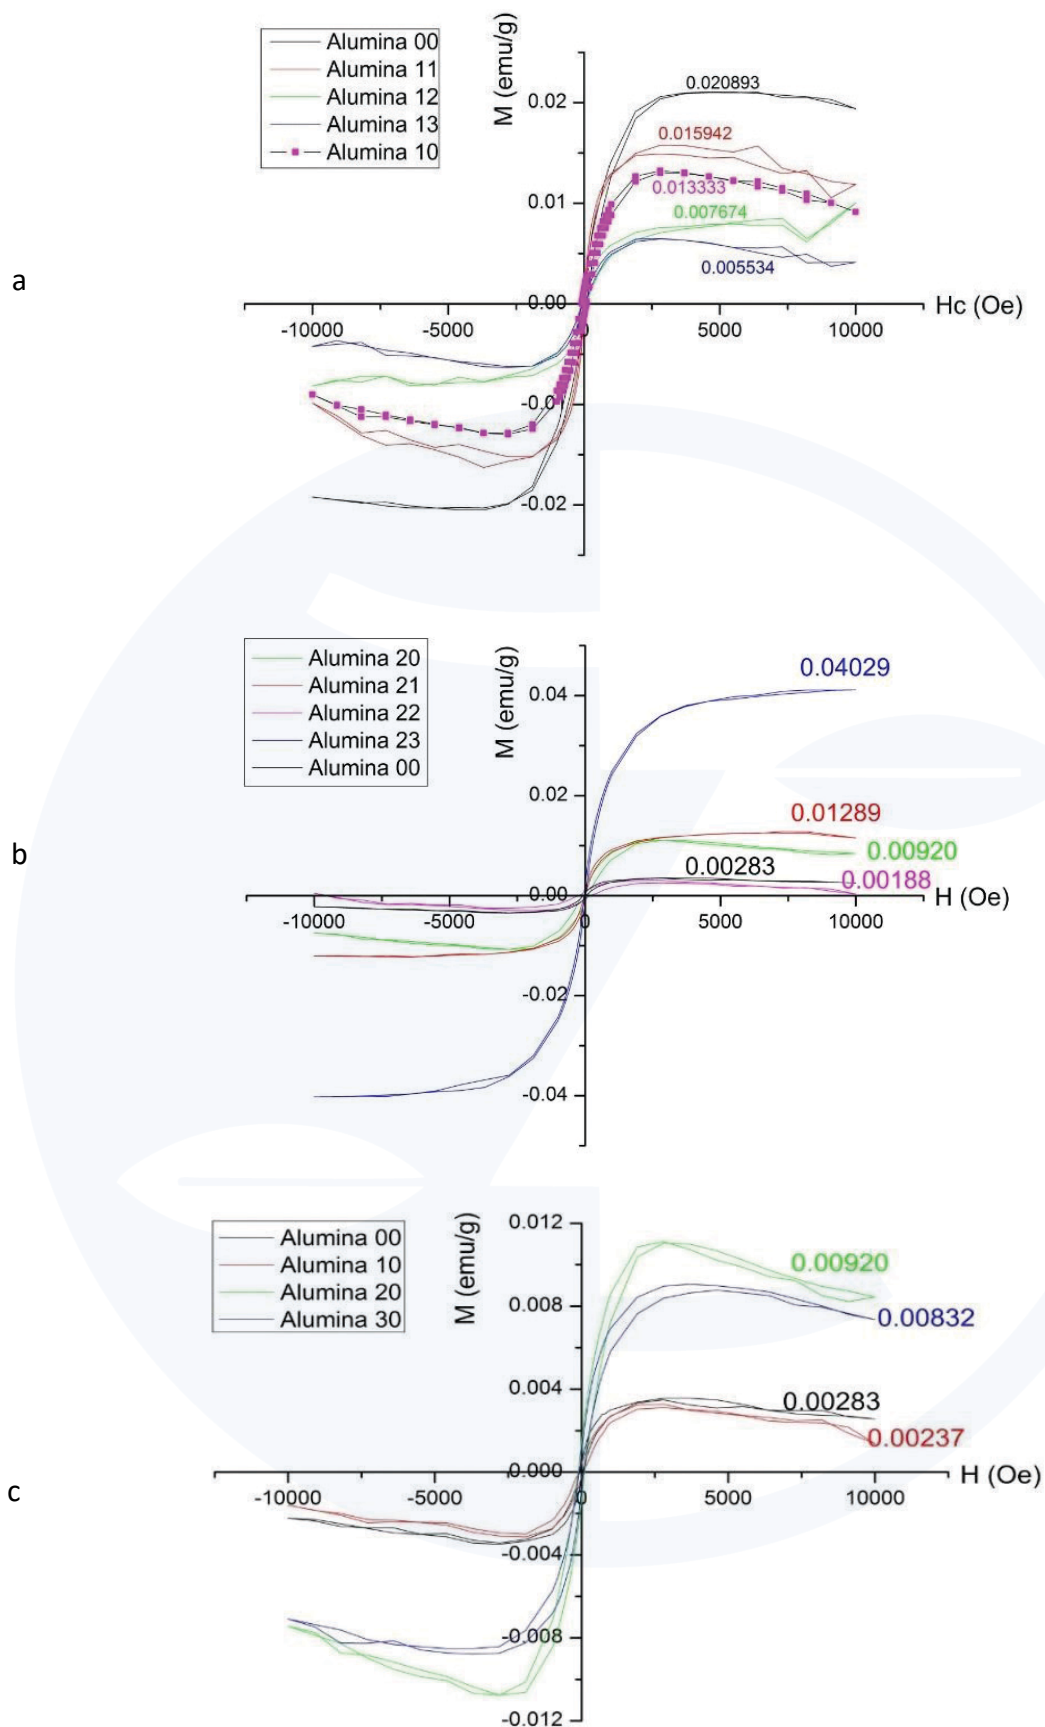 Alumina 00
Alumina 11
Alumina 12
Alumina 13
Alumina 10
M (emu/g)
0.020893
0.02
0.015942
0.013333
0.01
0.007674
0.005534
a
0.00
Hc (Oe)
-10000 -5000 0 5000 10000
-0.02
Alumina 20
Alumina 21
Alumina 22
Alumina 23
Alumina 00
M (emu/g)
0.04029
0.04
0.02
0.01289
b
0.00920
0.00283
0.00188
0.00
H (Oe)
-10000 -5000 0 5000 10000
-0.02
-0.04
Alumina 00
Alumina 10
Alumina 20
Alumina 30
M (emu/g)
0.012
0.00920
0.008
0.00832
0.004
0.00283
0.00237
0.000
H (Oe)
c
-10000 -5000 0 5000 10000
-0.004
-0.008
-0.012